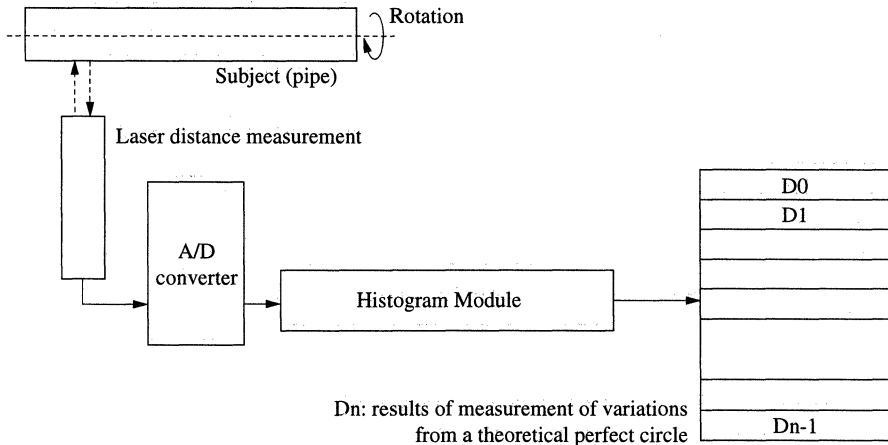 Rotation
Subject (pipe)
Laser distance measurement
A/D
converter
Histogram Module
D0
D1
Dn-1
Dn: results of measurement of variations
from a theoretical perfect circle